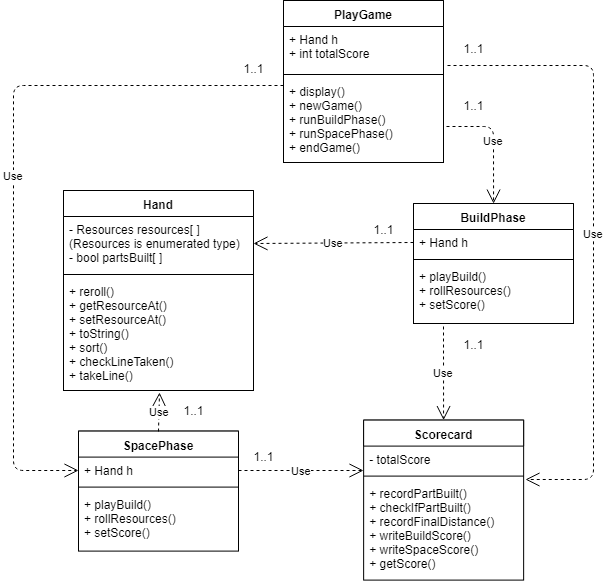 PlayGame
+ Hand h
+ int totalScore
+ display()
+ newGame()
+ runBuildPhase()
+ runSpacePhase()
+ endGame()
1..1
1..1
1..1
Use
Use
Use
Hand
- Resources resources[ ]
(Resources is enumerated type)
- bool partsBuilt[ ]
+ reroll()
+ getResourceAt()
+ setResourceAt()
+ toString()
+ sort()
+ checkLineTaken()
+ takeLine()
1..1
Use
BuildPhase
+ Hand h
+ playBuild()
+ rollResources()
+ setScore()
1..1
Use
Use
1..1
SpacePhase
+ Hand h
+ playBuild()
+ rollResources()
+ setScore()
1..1
Use
Scorecard
- totalScore
+ recordPartBuilt()
+ checkIfPartBuilt()
+ recordFinalDistance()
+ writeBuildScore()
+ writeSpaceScore()
+ getScore()